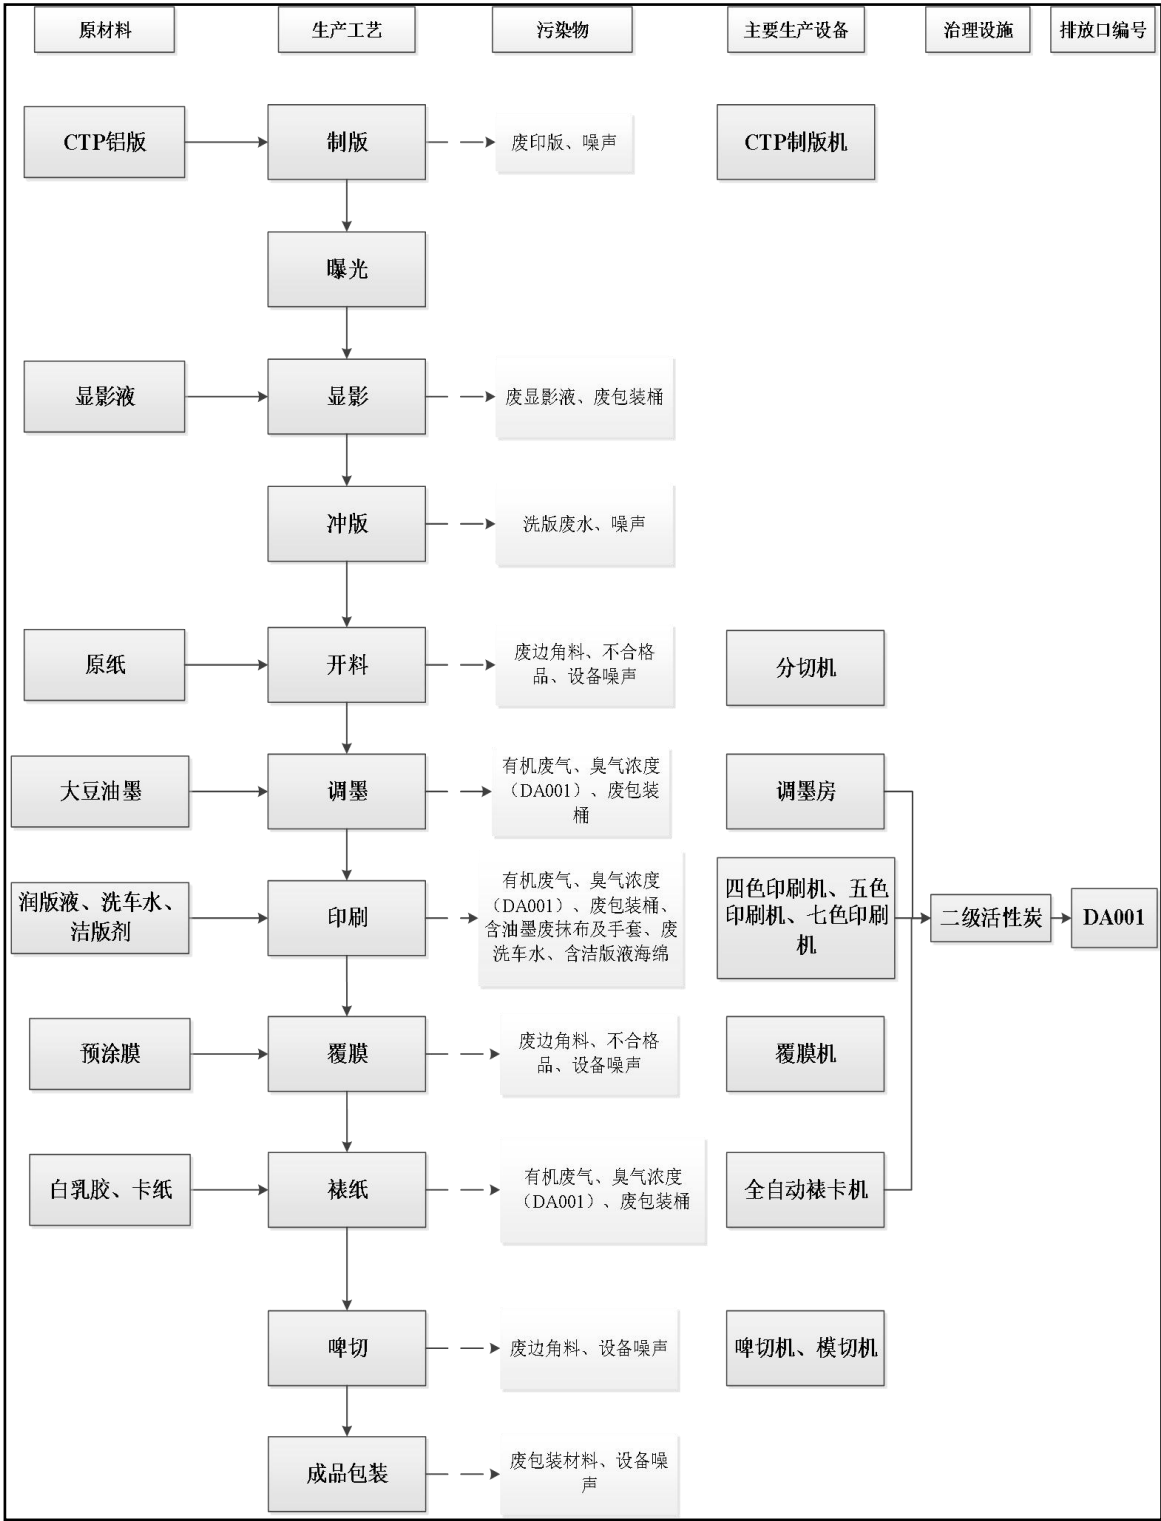 原材料
生产工艺
污染物
主要生产设备
治理设施
排放口编号
CTP铝版
制版
废印版、噪声
CTP制版机
曝光
显影液
显影
废显影液、废包装桶
冲版
洗版废水、噪声
原纸
开料
废边角料、不合格
品、设备噪声
分切机
大豆油墨
调墨
有机废气、臭气浓度
（DA001）、废包装
桶
调墨房
润版液、洗车水、
洁版剂
印刷
有机废气、臭气浓度
（DA001）、废包装桶、
含油墨废抹布及手套、废
洗车水、含洁版液海绵
四色印刷机、五色
印刷机、七色印刷
机
二级活性炭
DA001
预涂膜
覆膜
废边角料、不合格
品、设备噪声
覆膜机
白乳胶、卡纸
裱纸
有机废气、臭气浓度
（DA001）、废包装桶
全自动裱卡机
啤切
废边角料、设备噪声
啤切机、模切机
成品包装
废包装材料、设备噪
声